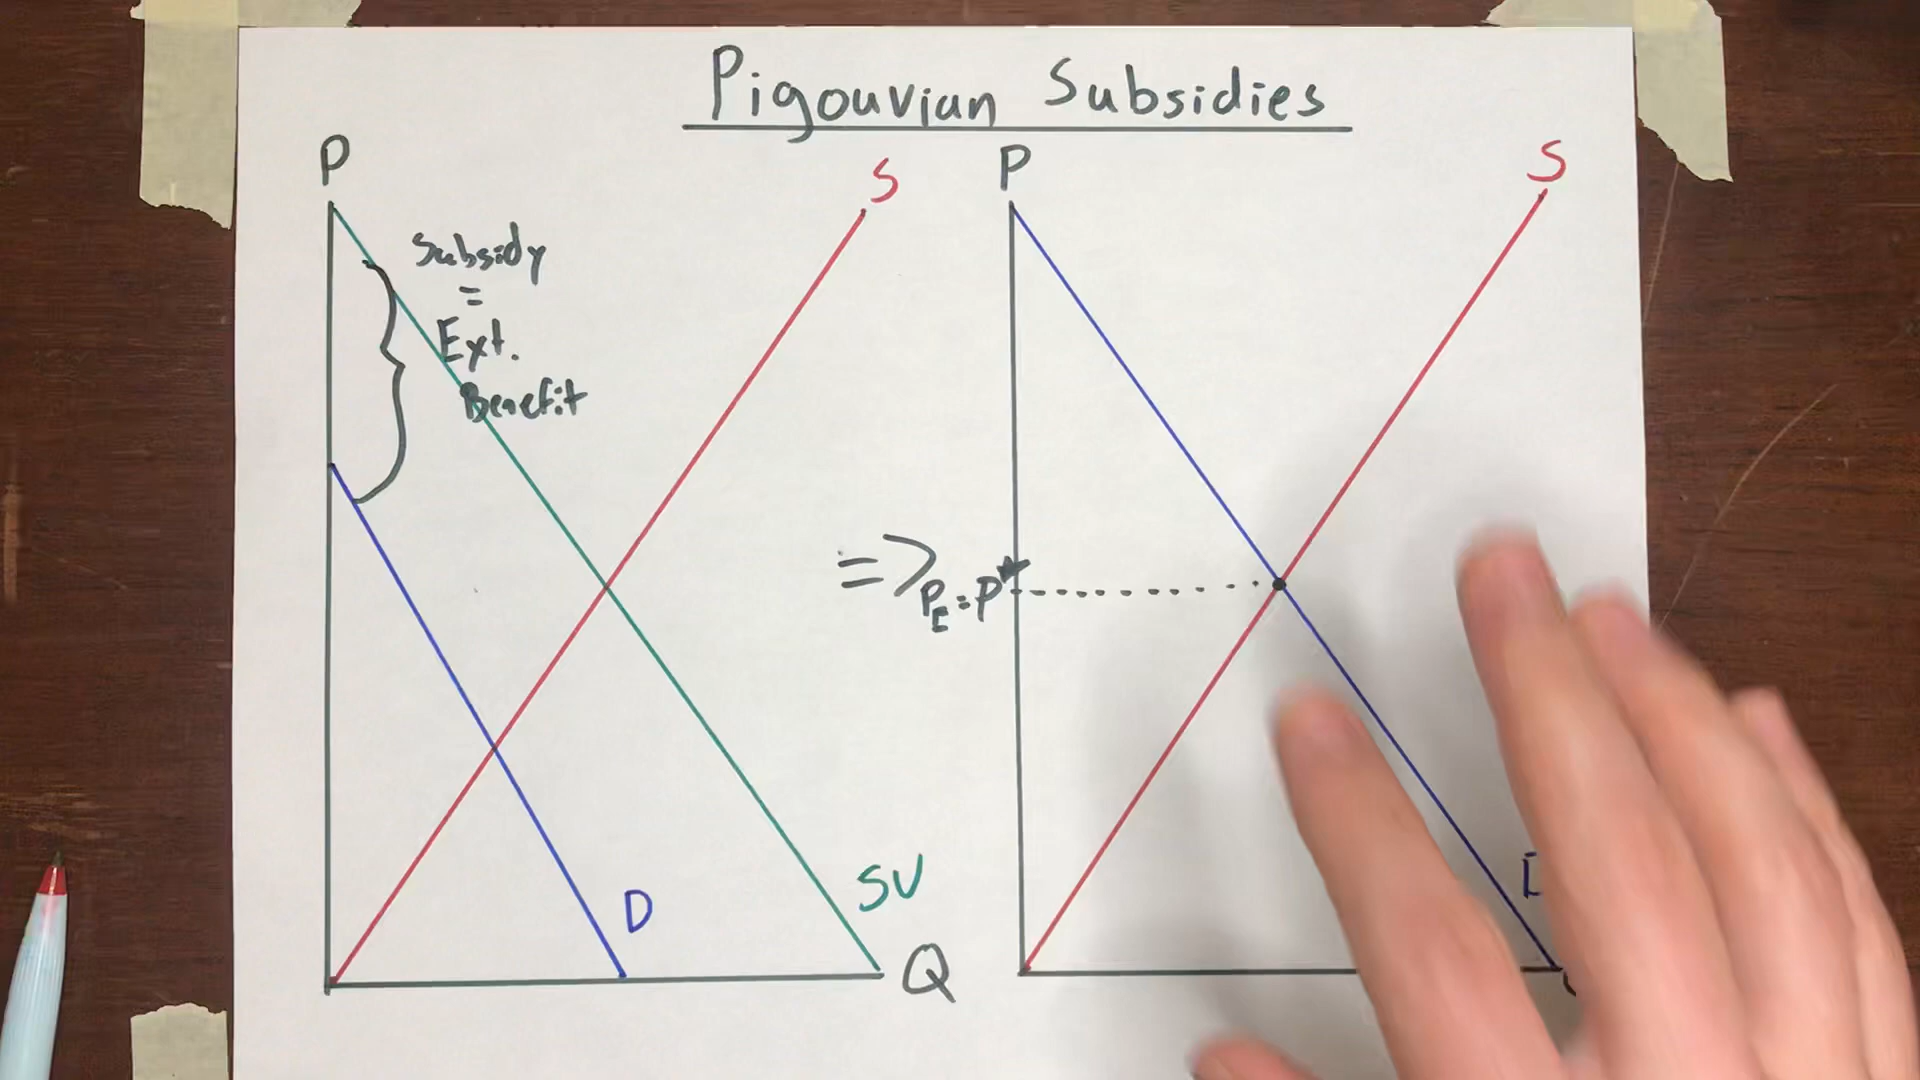 Pigouvian Subsidies
P
S
Subsidy
=
Ext.
Benefit
D
SV
Q
=>
P
S
P_E = P*